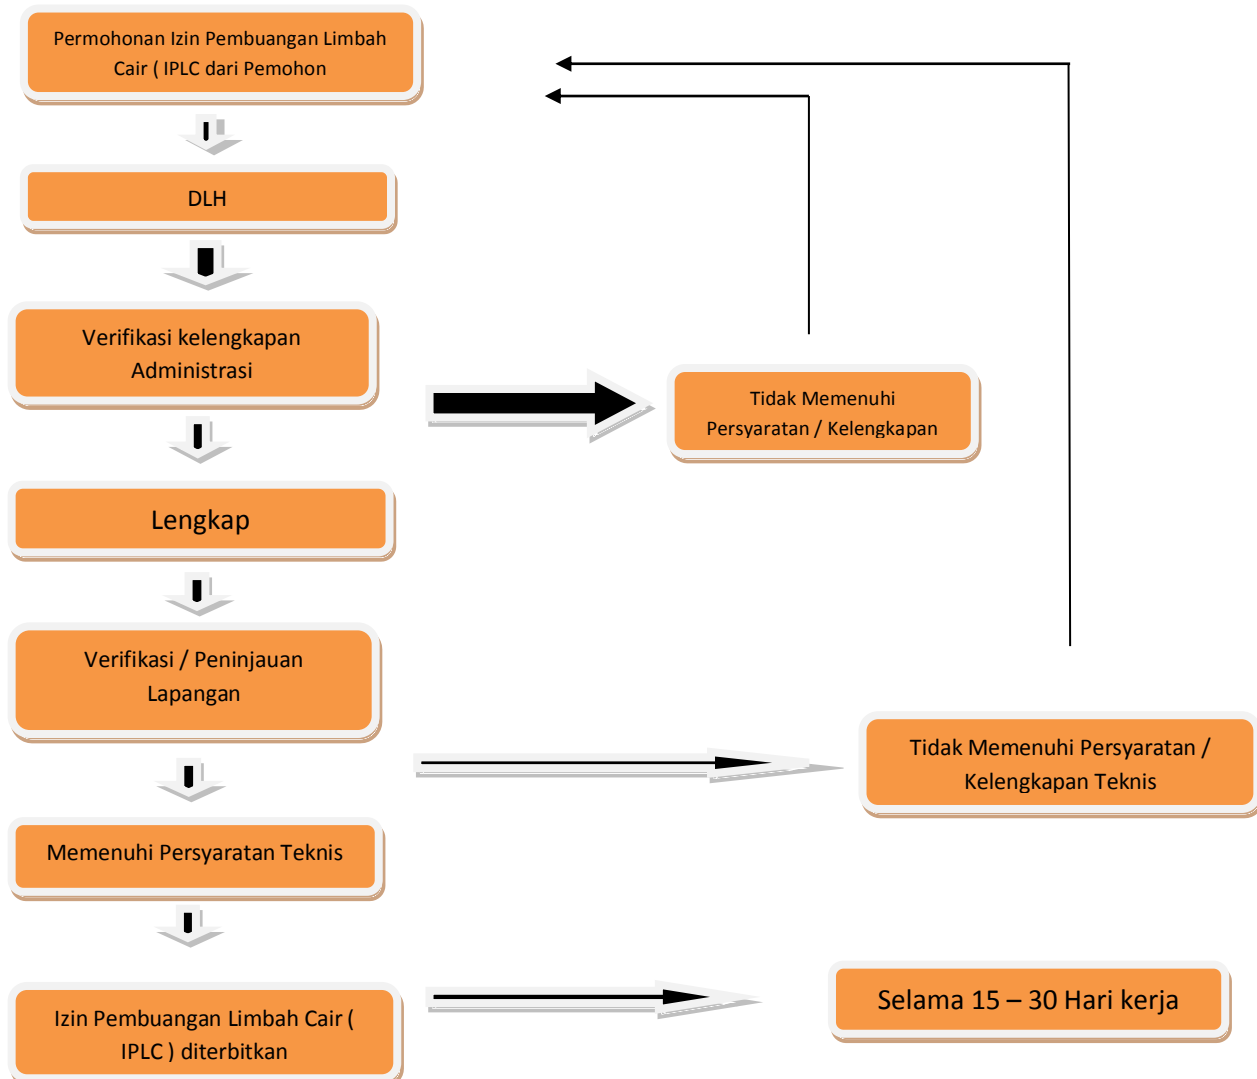 Permohonan Izin Pembuangan Limbah
Cair ( IPLC dari Pemohon
DLH
Verifikasi kelengkapan
Administrasi
Tidak Memenuhi
Persyaratan / Kelengkapan
Lengkap
Verifikasi / Peninjauan
Lapangan
Tidak Memenuhi Persyaratan /
Kelengkapan Teknis
Memenuhi Persyaratan Teknis
Izin Pembuangan Limbah Cair (
IPLC ) diterbitkan
Selama 15 – 30 Hari kerja